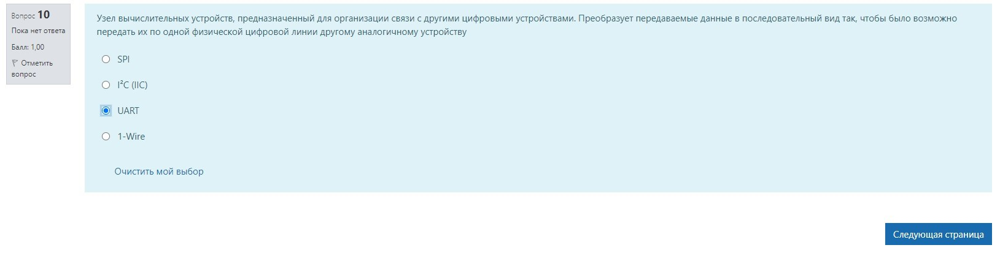 Вопрос 10
Пока нет ответа
Балл: 1,00
Отметить
вопрос
Узел вычислительных устройств, предназначенный для организации связи с другими цифровыми устройствами. Преобразует передаваемые данные в последовательный вид так, чтобы было возможно
передать их по одной физической цифровой линии другому аналогичному устройству
SPI
I²C (IIC)
UART
1-Wire
Очистить мой выбор
Следующая страница